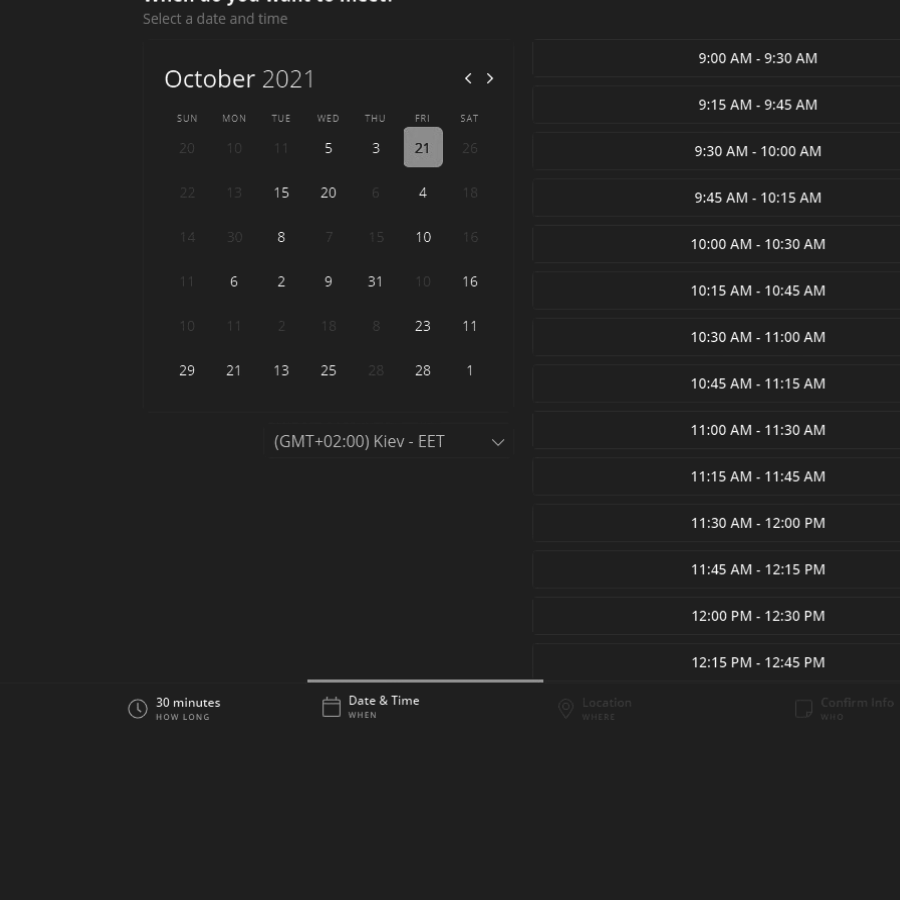 When do you want to meet?
Select a date and time
October 2021
SUN MON TUE WED THU FRI SAT
20 10 11 5 3 21 26
22 13 15 20 6 4 18
14 30 8 7 15 10 16
11 6 2 9 31 10 16
10 11 2 18 8 23 11
29 21 13 25 28 28 1
(GMT+02:00) Kiev - EET
9:00 AM - 9:30 AM
9:15 AM - 9:45 AM
9:30 AM - 10:00 AM
9:45 AM - 10:15 AM
10:00 AM - 10:30 AM
10:15 AM - 10:45 AM
10:30 AM - 11:00 AM
10:45 AM - 11:15 AM
11:00 AM - 11:30 AM
11:15 AM - 11:45 AM
11:30 AM - 12:00 PM
11:45 AM - 12:15 PM
12:00 PM - 12:30 PM
12:15 PM - 12:45 PM
30 minutes
HOW LONG
Date & Time
WHEN
Location
WHERE
Confirm Info
WHO